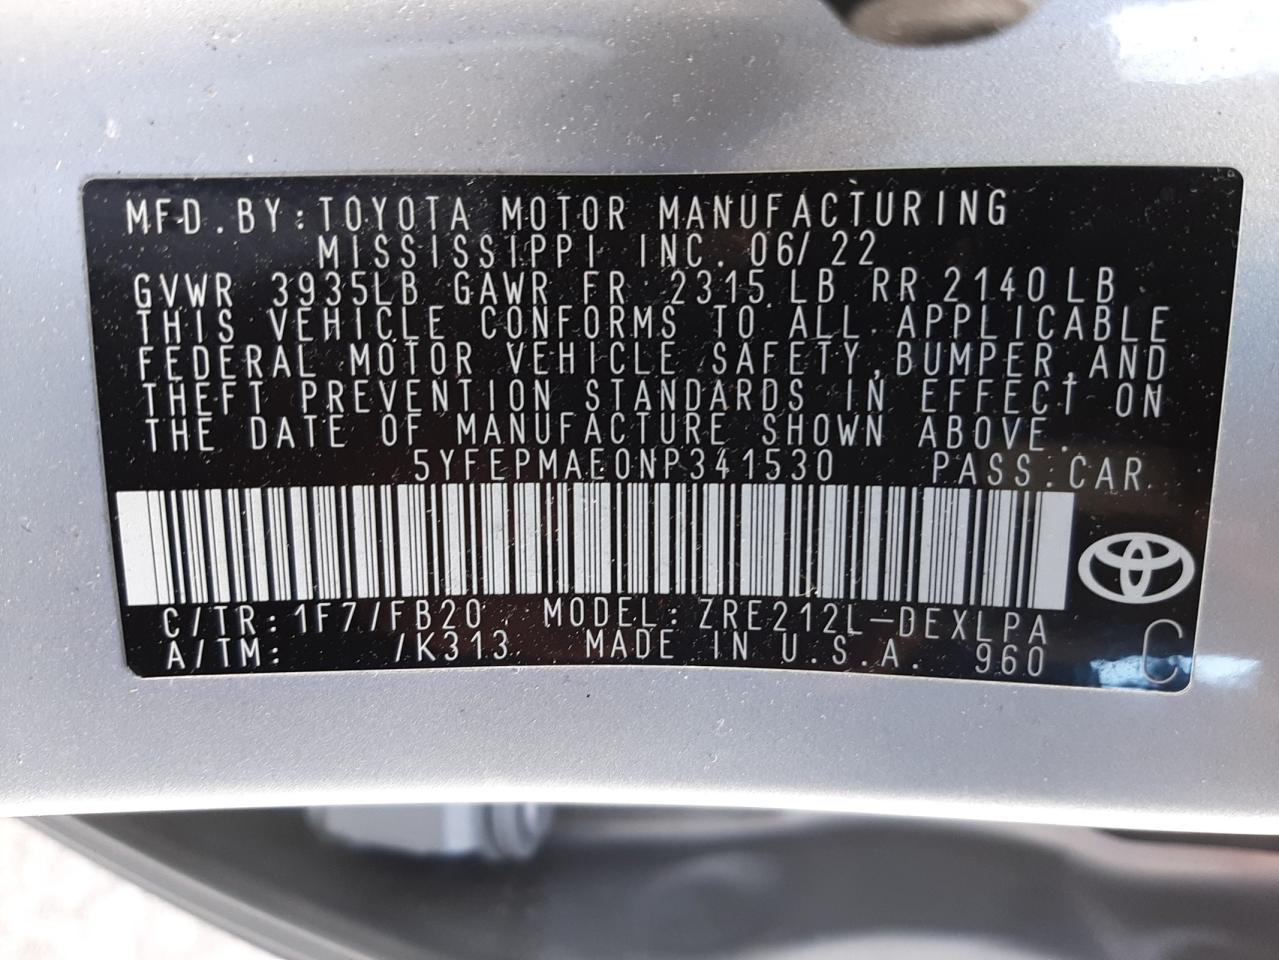 MFD.BY:TOYOTA MOTOR MANUFACTURING
MISSISSIPPI INC. 06/22
GVWR 3935LB GAWR FR 2315LB RR 2140LB
THIS VEHICLE CONFORMS TO ALL APPLICABLE
FEDERAL MOTOR VEHICLE SAFETY,BUMPER,AND
THEFT PREVENTION STANDARDS IN EFFECT ON
THE DATE OF MANUFACTURE SHOWN ABOVE.
5YFEPMAE0NP341530 PASS.CAR
C/TR:1F7/FB20 MODEL:ZRE212L-DEXLPA
A/TM: /K313 MADE IN U.S.A. 960 C